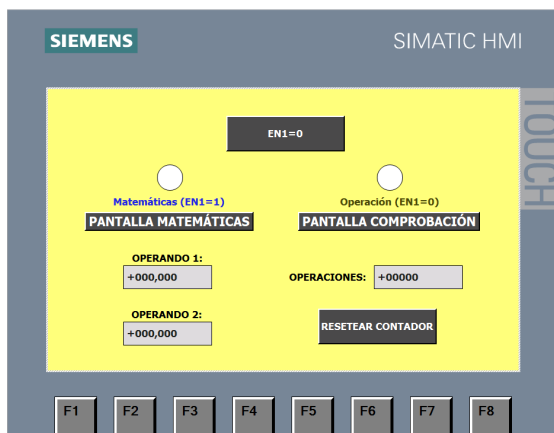 SIEMENS
SIMATIC HMI
TOUCH
EN1=0
Matemáticas (EN1=1)
Operación (EN1=0)
PANTALLA MATEMÁTICAS
PANTALLA COMPROBACIÓN
OPERANDO 1:
+000,000
OPERACIONES:
+00000
OPERANDO 2:
+000,000
RESETEAR CONTADOR
F1
F2
F3
F4
F5
F6
F7
F8